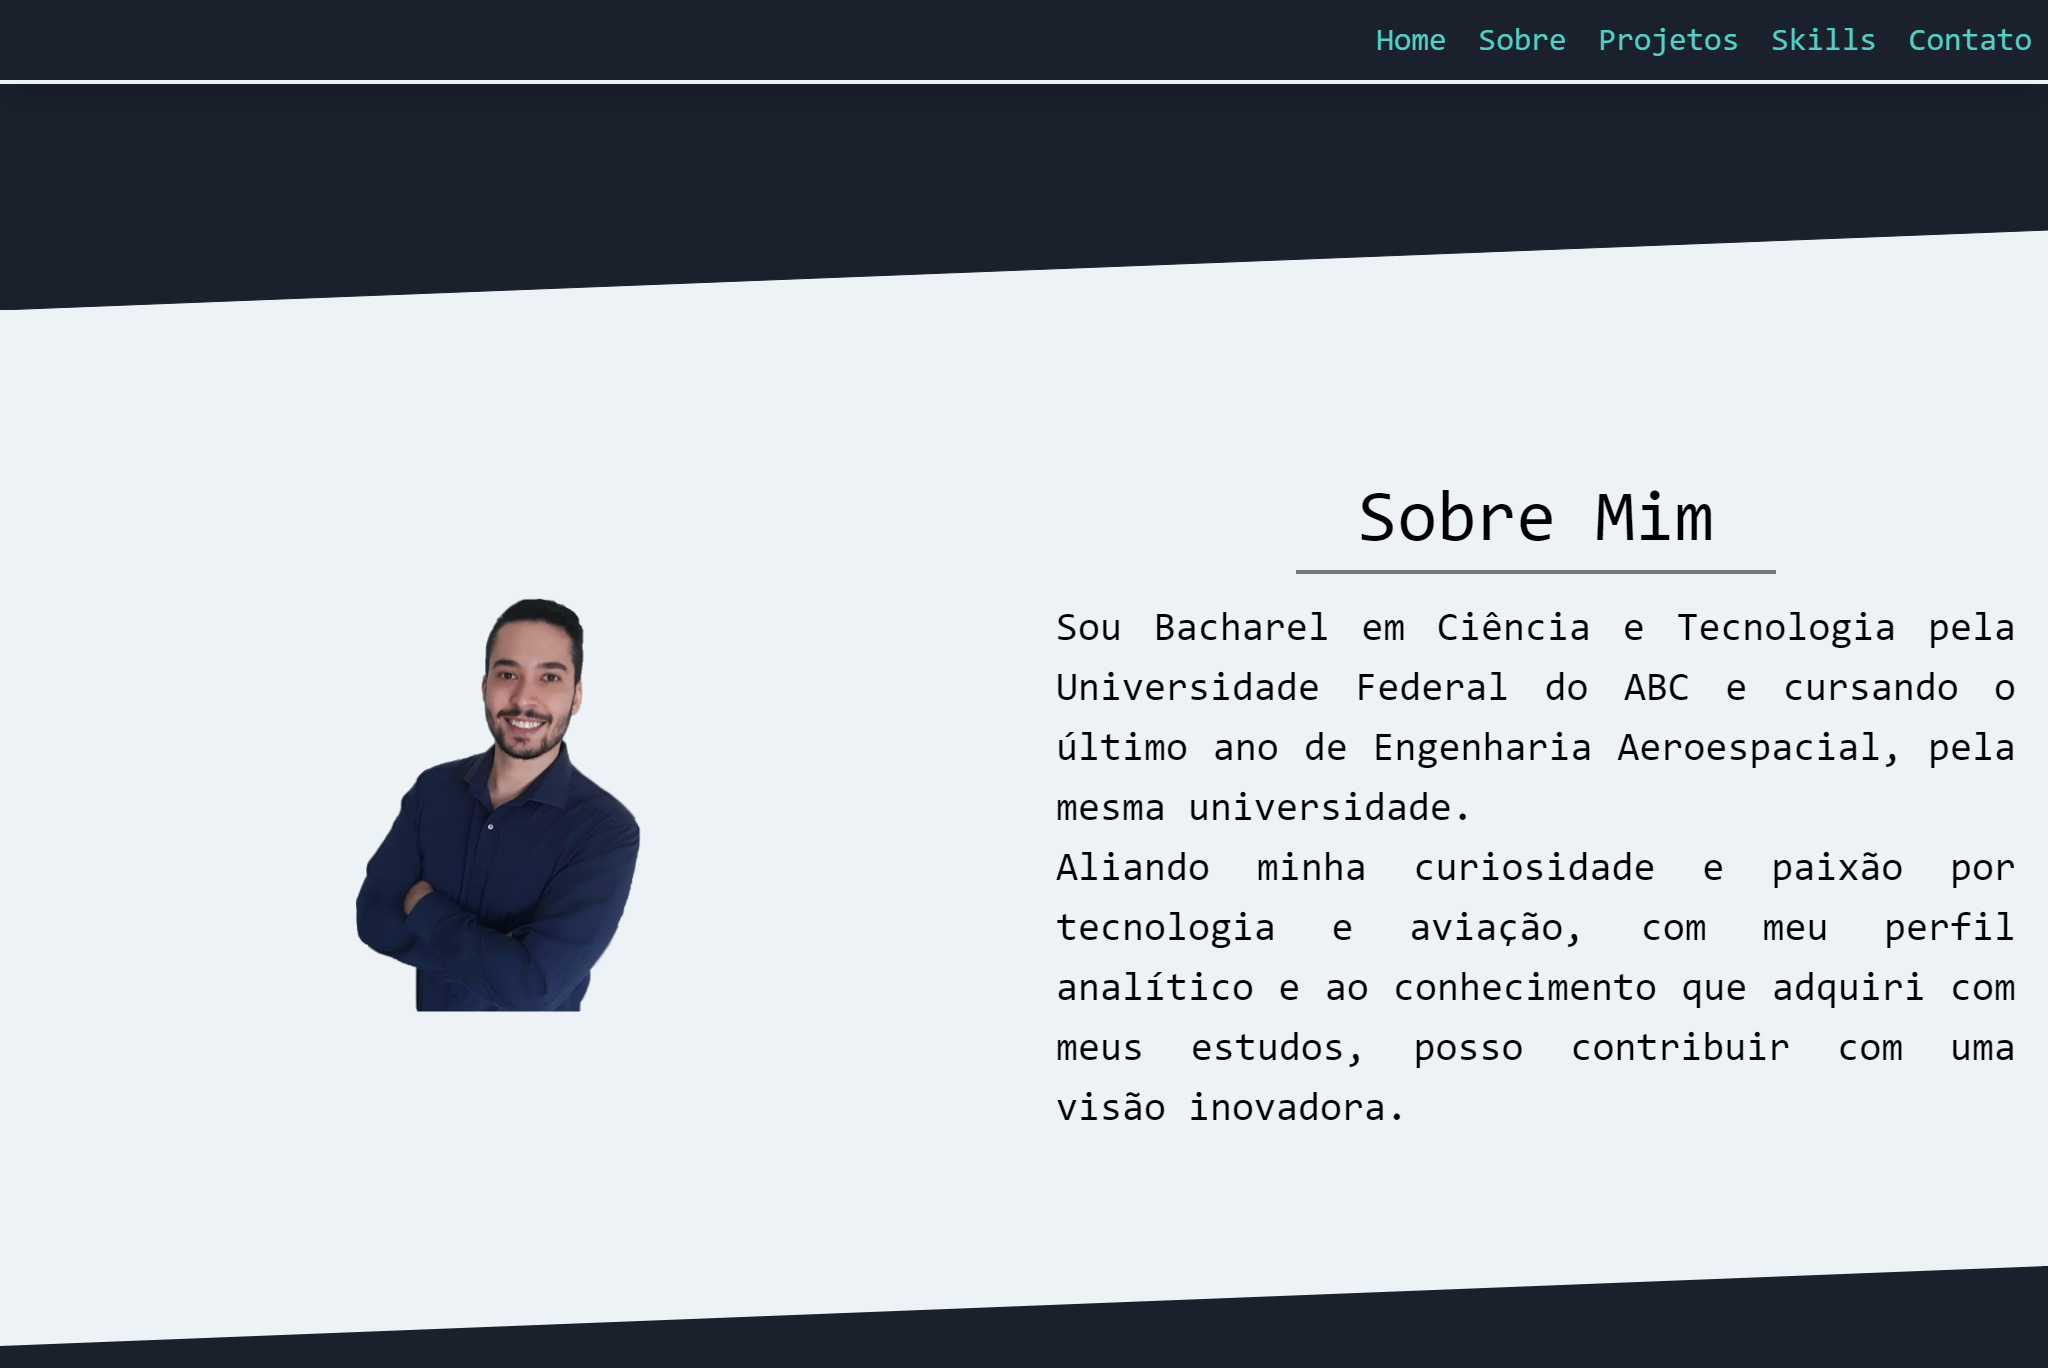 Home Sobre Projetos Skills Contato
Sobre Mim
Sou Bacharel em Ciência e Tecnologia pela
Universidade Federal do ABC e cursando o
último ano de Engenharia Aeroespacial, pela
mesma universidade.
Aliando minha curiosidade e paixão por
tecnologia e aviação, com meu perfil
analítico e ao conhecimento que adquiri com
meus estudos, posso contribuir com uma
visão inovadora.